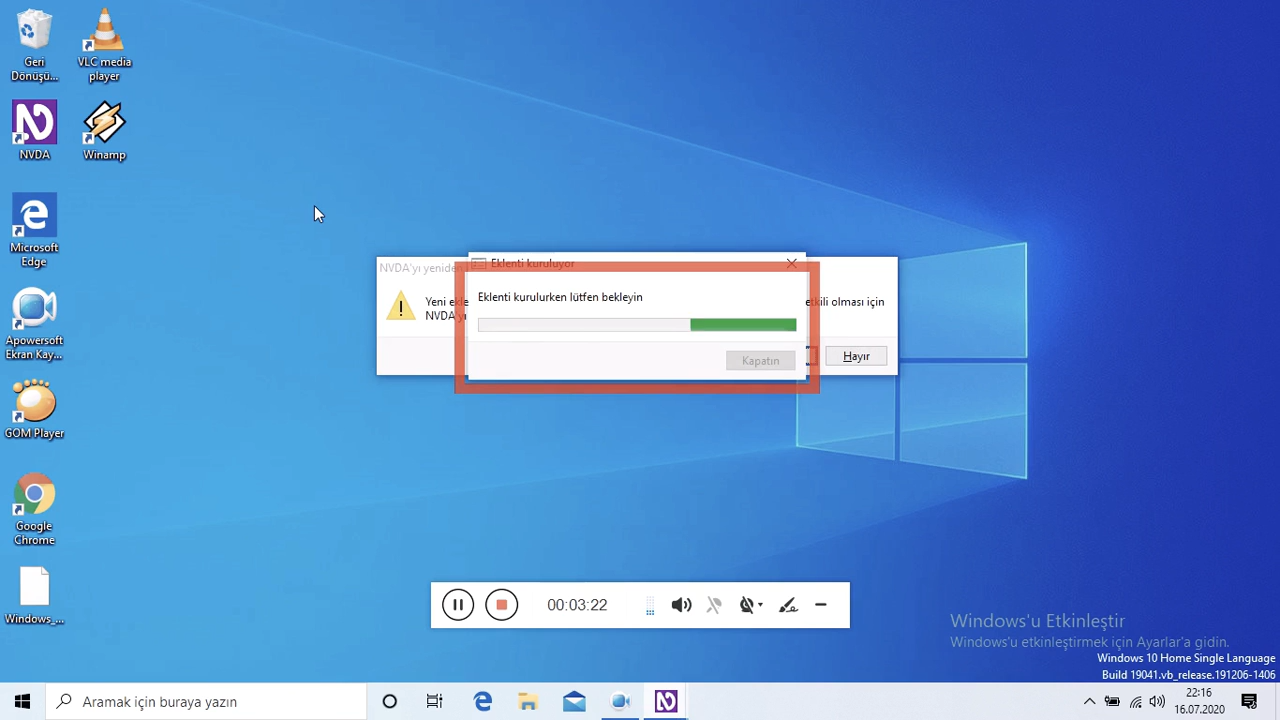 Geri
Dönüşü...
VLC media
player
NVDA
Winamp
Microsoft
Edge
Apowersoft
Ekran Kay...
GOM Player
Google
Chrome
Windows_...
NVDA'yı yeniden
Eklenti kuruluyor
Yeni ekle
etkili olması için
NVDA'yı
Eklenti kurulurken lütfen bekleyin
Kapatın
Hayır
00:03:22
Windows'u Etkinleştir
Windows'u etkinleştirmek için Ayarlar'a gidin.
Windows 10 Home Single Language
Build 19041.vb_release.191206-1406
Aramak için buraya yazın
22:16
16.07.2020